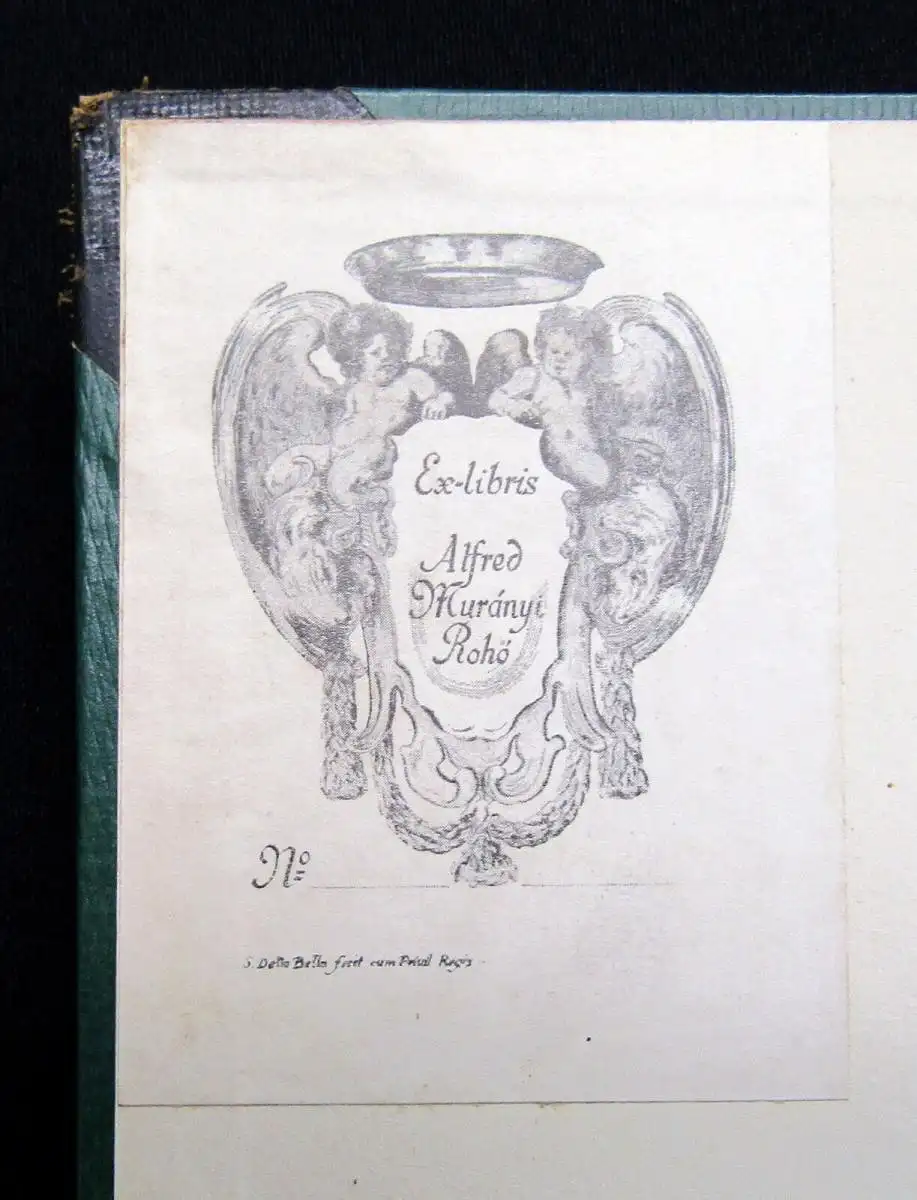 Ex-libris
Alfred
Murányi
Rohö
Nº
S. Della Bella fecit cum Privil Regis